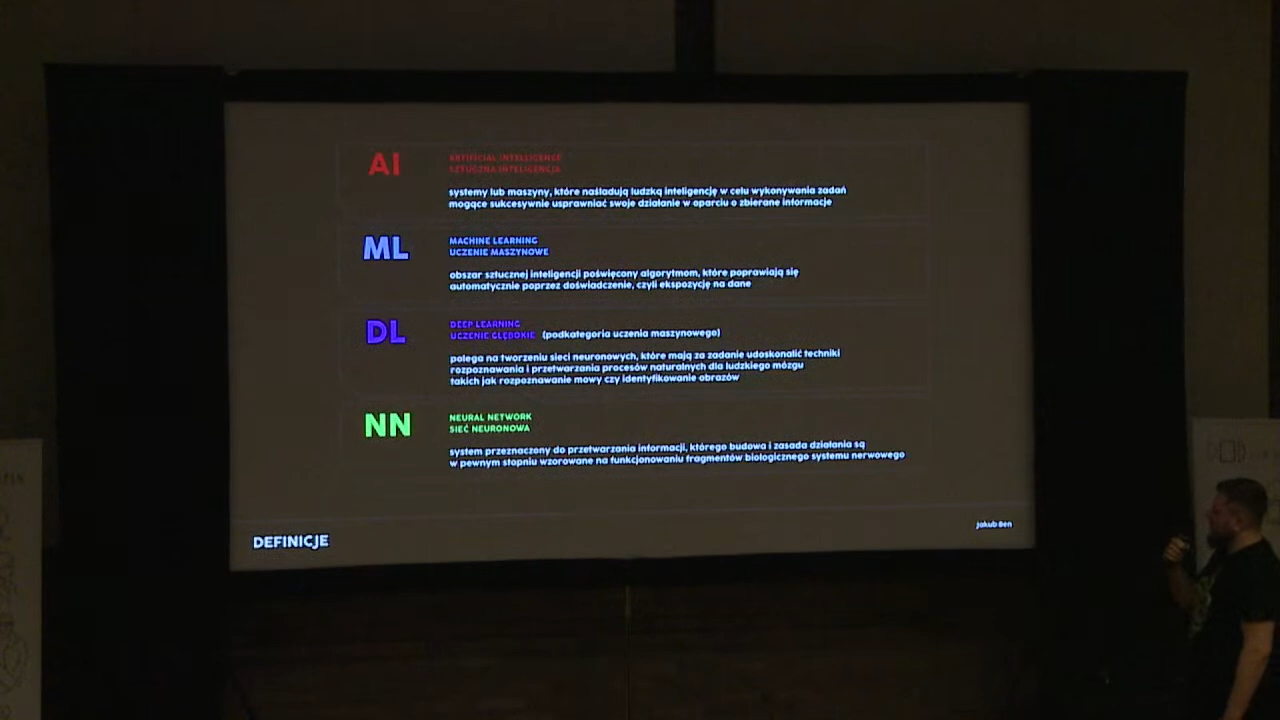 AI
ARTIFICIAL INTELLIGENCE
SZTUCZNA INTELIGENCJA
systemy lub maszyny, które naśladują ludzką inteligencję w celu wykonywania zadań
mogące sukcesywnie usprawniać swoje działanie w oparciu o zbierane informacje
ML
MACHINE LEARNING
UCZENIE MASZYNOWE
obszar sztucznej inteligencji poświęcony algorytmom, które poprawiają się
automatycznie poprzez doświadczenie, czyli ekspozycję na dane
DL
DEEP LEARNING
UCZENIE GŁĘBOKIE (podkategoria uczenia maszynowego)
polega na tworzeniu sieci neuronowych, które mają za zadanie udoskonalić techniki
rozpoznawania i przetwarzania procesów naturalnych dla ludzkiego mózgu
takich jak rozpoznawanie mowy czy identyfikowanie obrazów
NN
NEURAL NETWORK
SIEĆ NEURONOWA
system przeznaczony do przetwarzania informacji, którego budowa i zasada działania są
w pewnym stopniu wzorowane na funkcjonowaniu fragmentów biologicznego systemu nerwowego
Jakub Ben
DEFINICJE